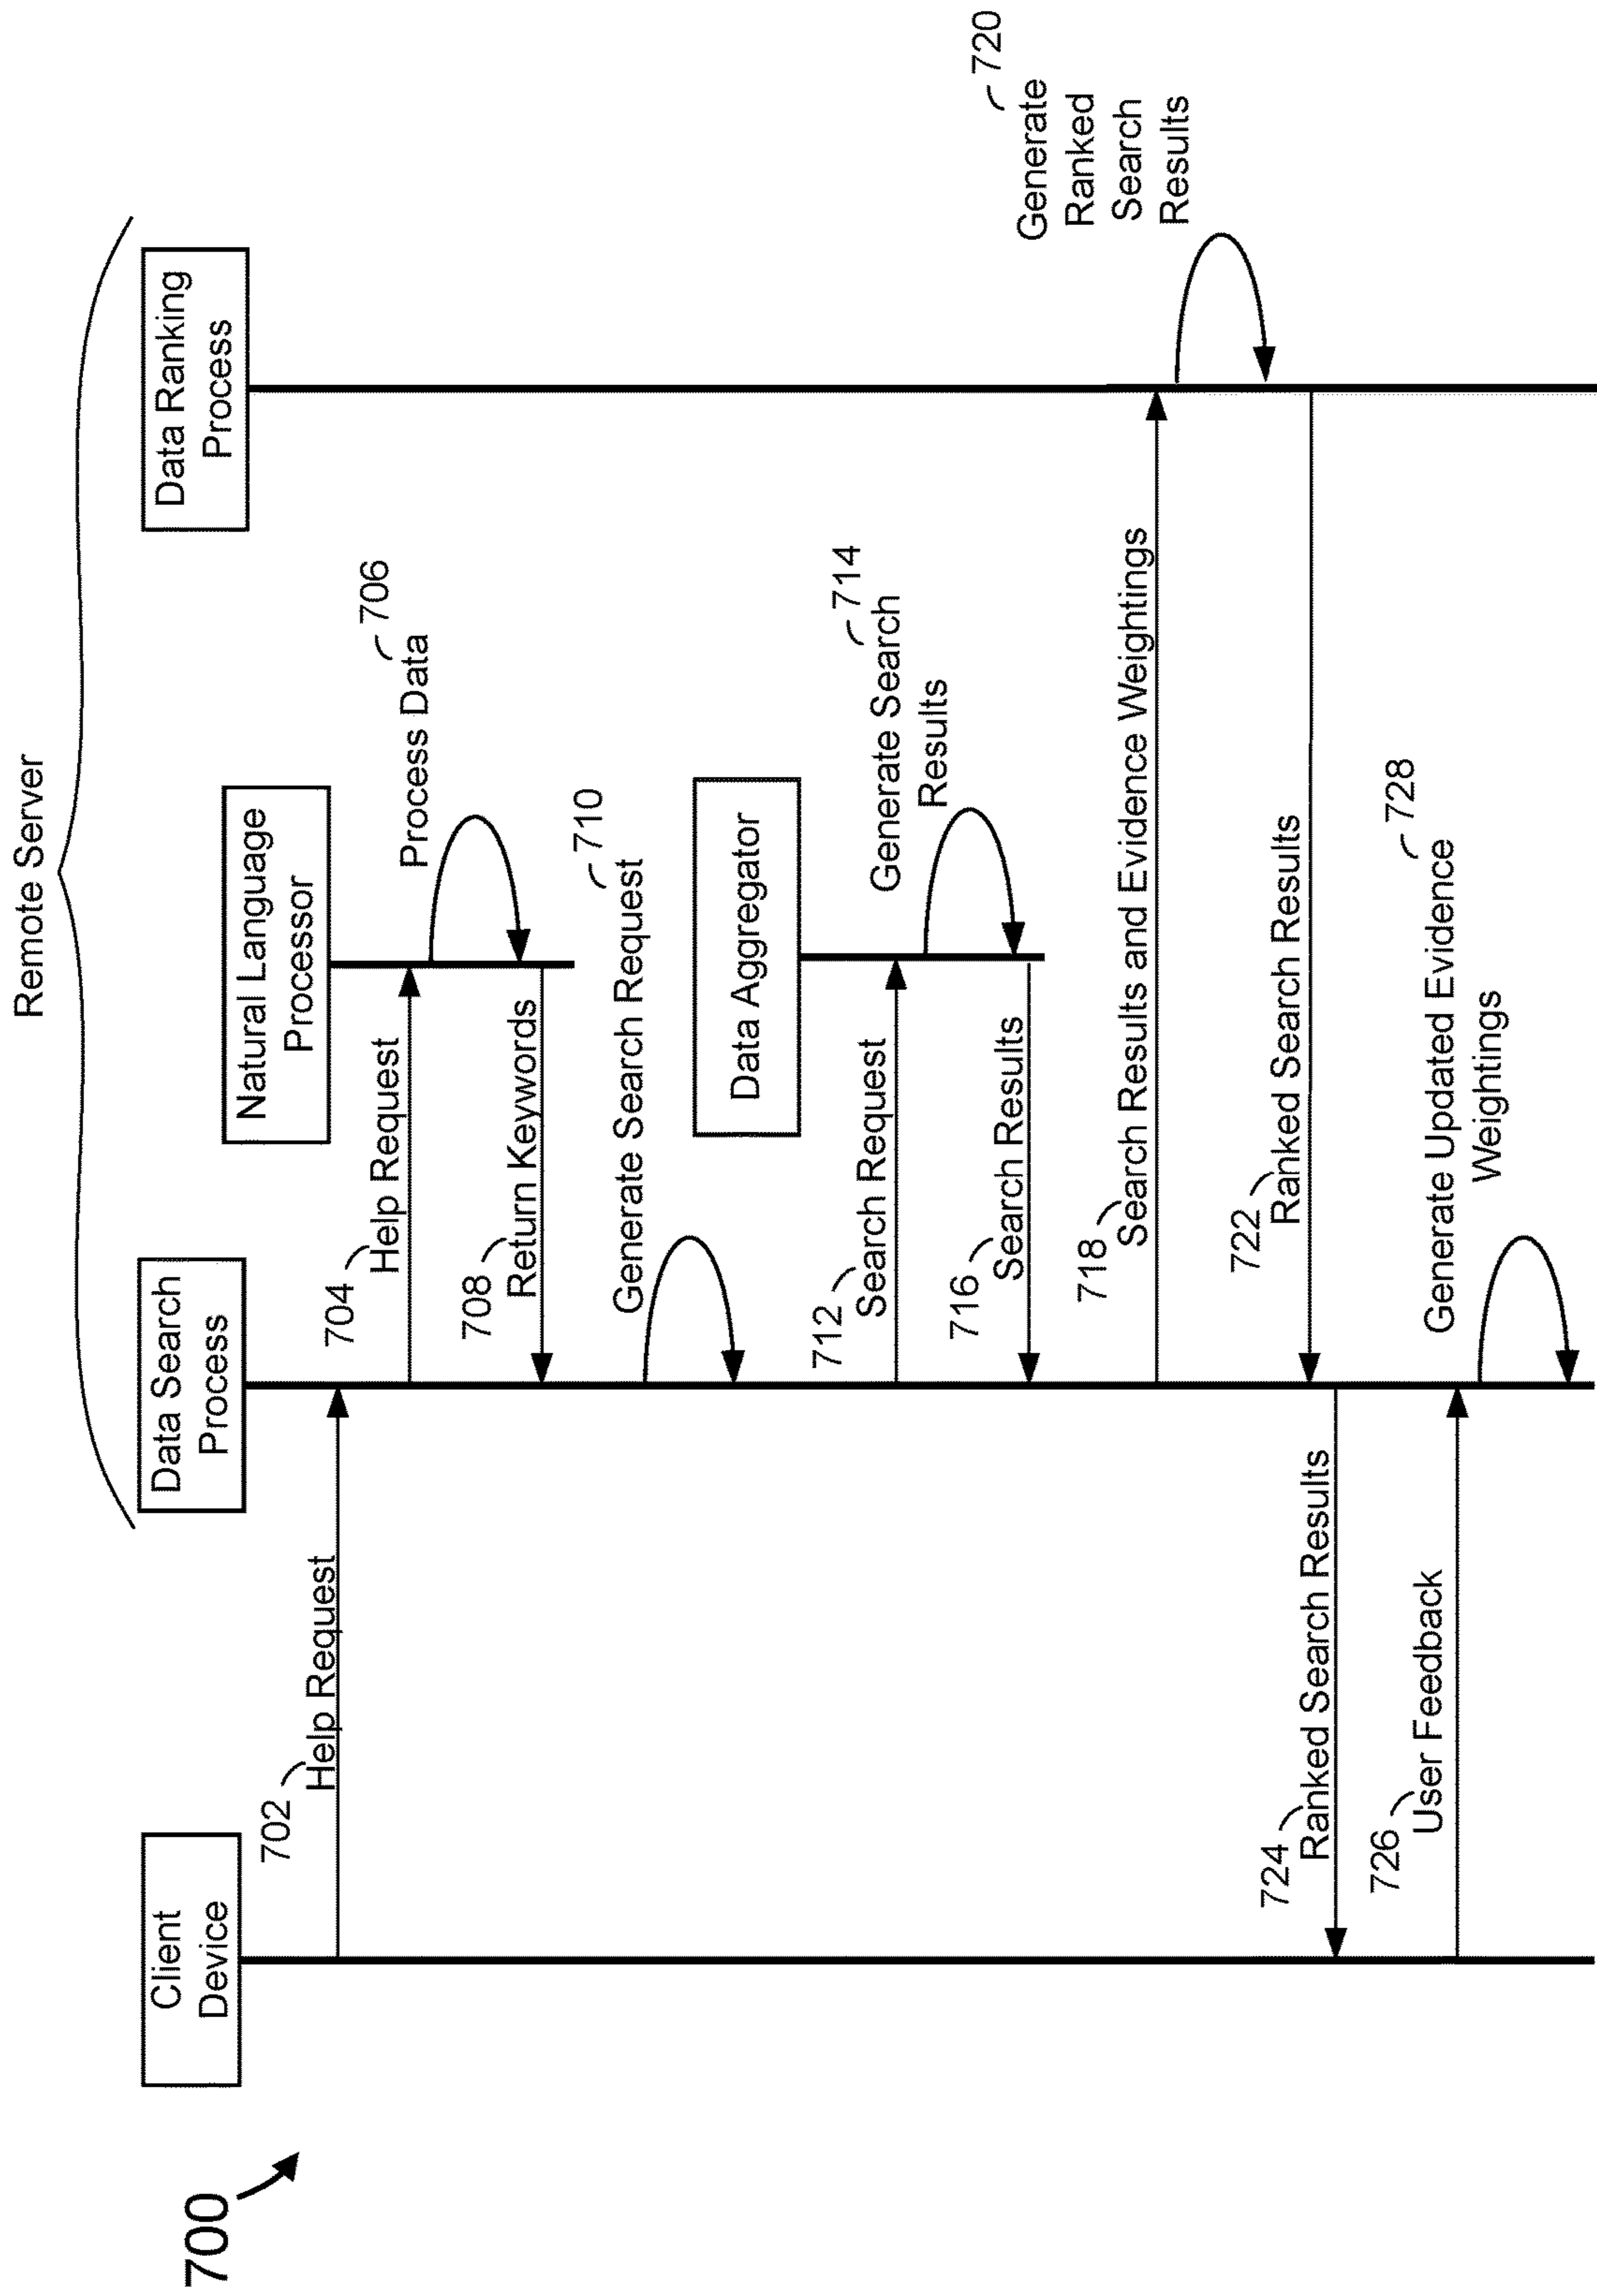 700
Remote Server
Client
Device
Data Search
Process
Natural Language
Processor
Data Ranking
Process
702
Help Request
704
Help Request
706
Process Data
708
Return Keywords
710
Generate Search Request
Data Aggregator
712
Search Request
714
Generate Search
Results
716
Search Results
718
Search Results and Evidence Weightings
720
Generate
Ranked
Search
Results
722
Ranked Search Results
724
Ranked Search Results
726
User Feedback
728
Generate Updated Evidence
Weightings